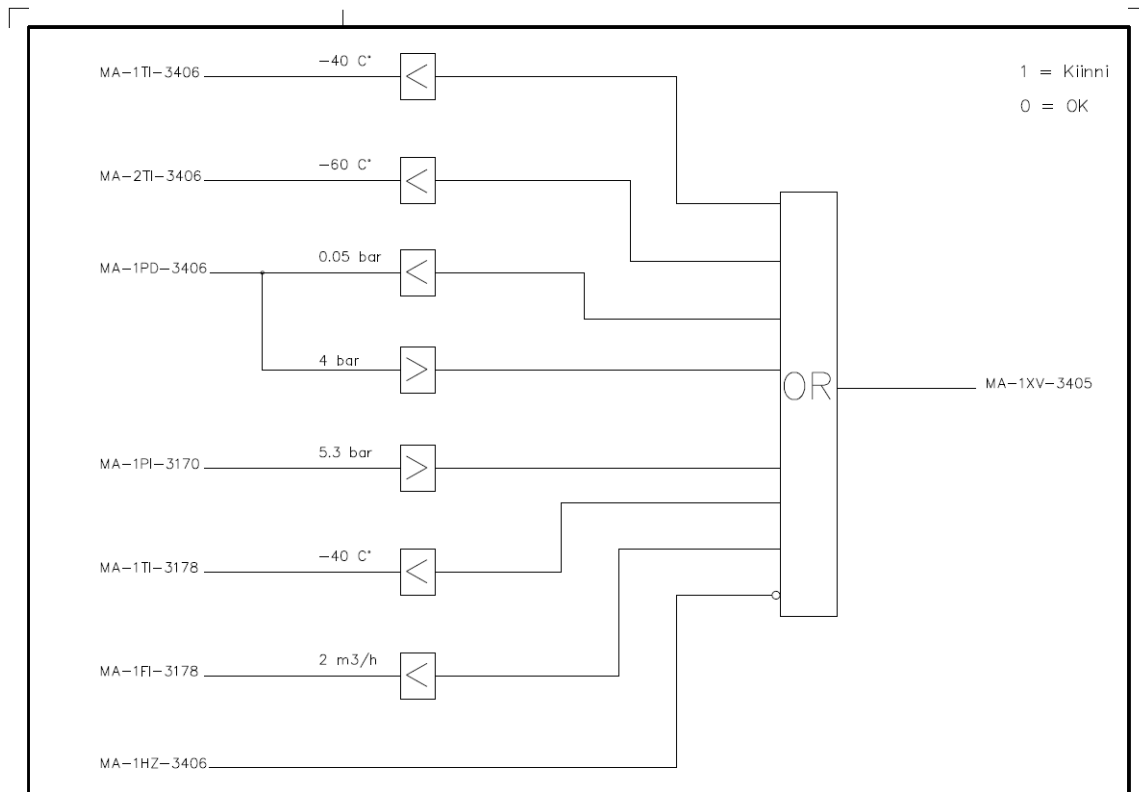 -40 C°
MA-1TI-3406
<
1 = Kiinni
0 = OK
-60 C°
MA-2TI-3406
<
0.05 bar
MA-1PD-3406
<
4 bar
>
OR
MA-1XV-3405
5.3 bar
MA-1PI-3170
>
-40 C°
MA-1TI-3178
<
2 m3/h
MA-1FI-3178
<
MA-1HZ-3406